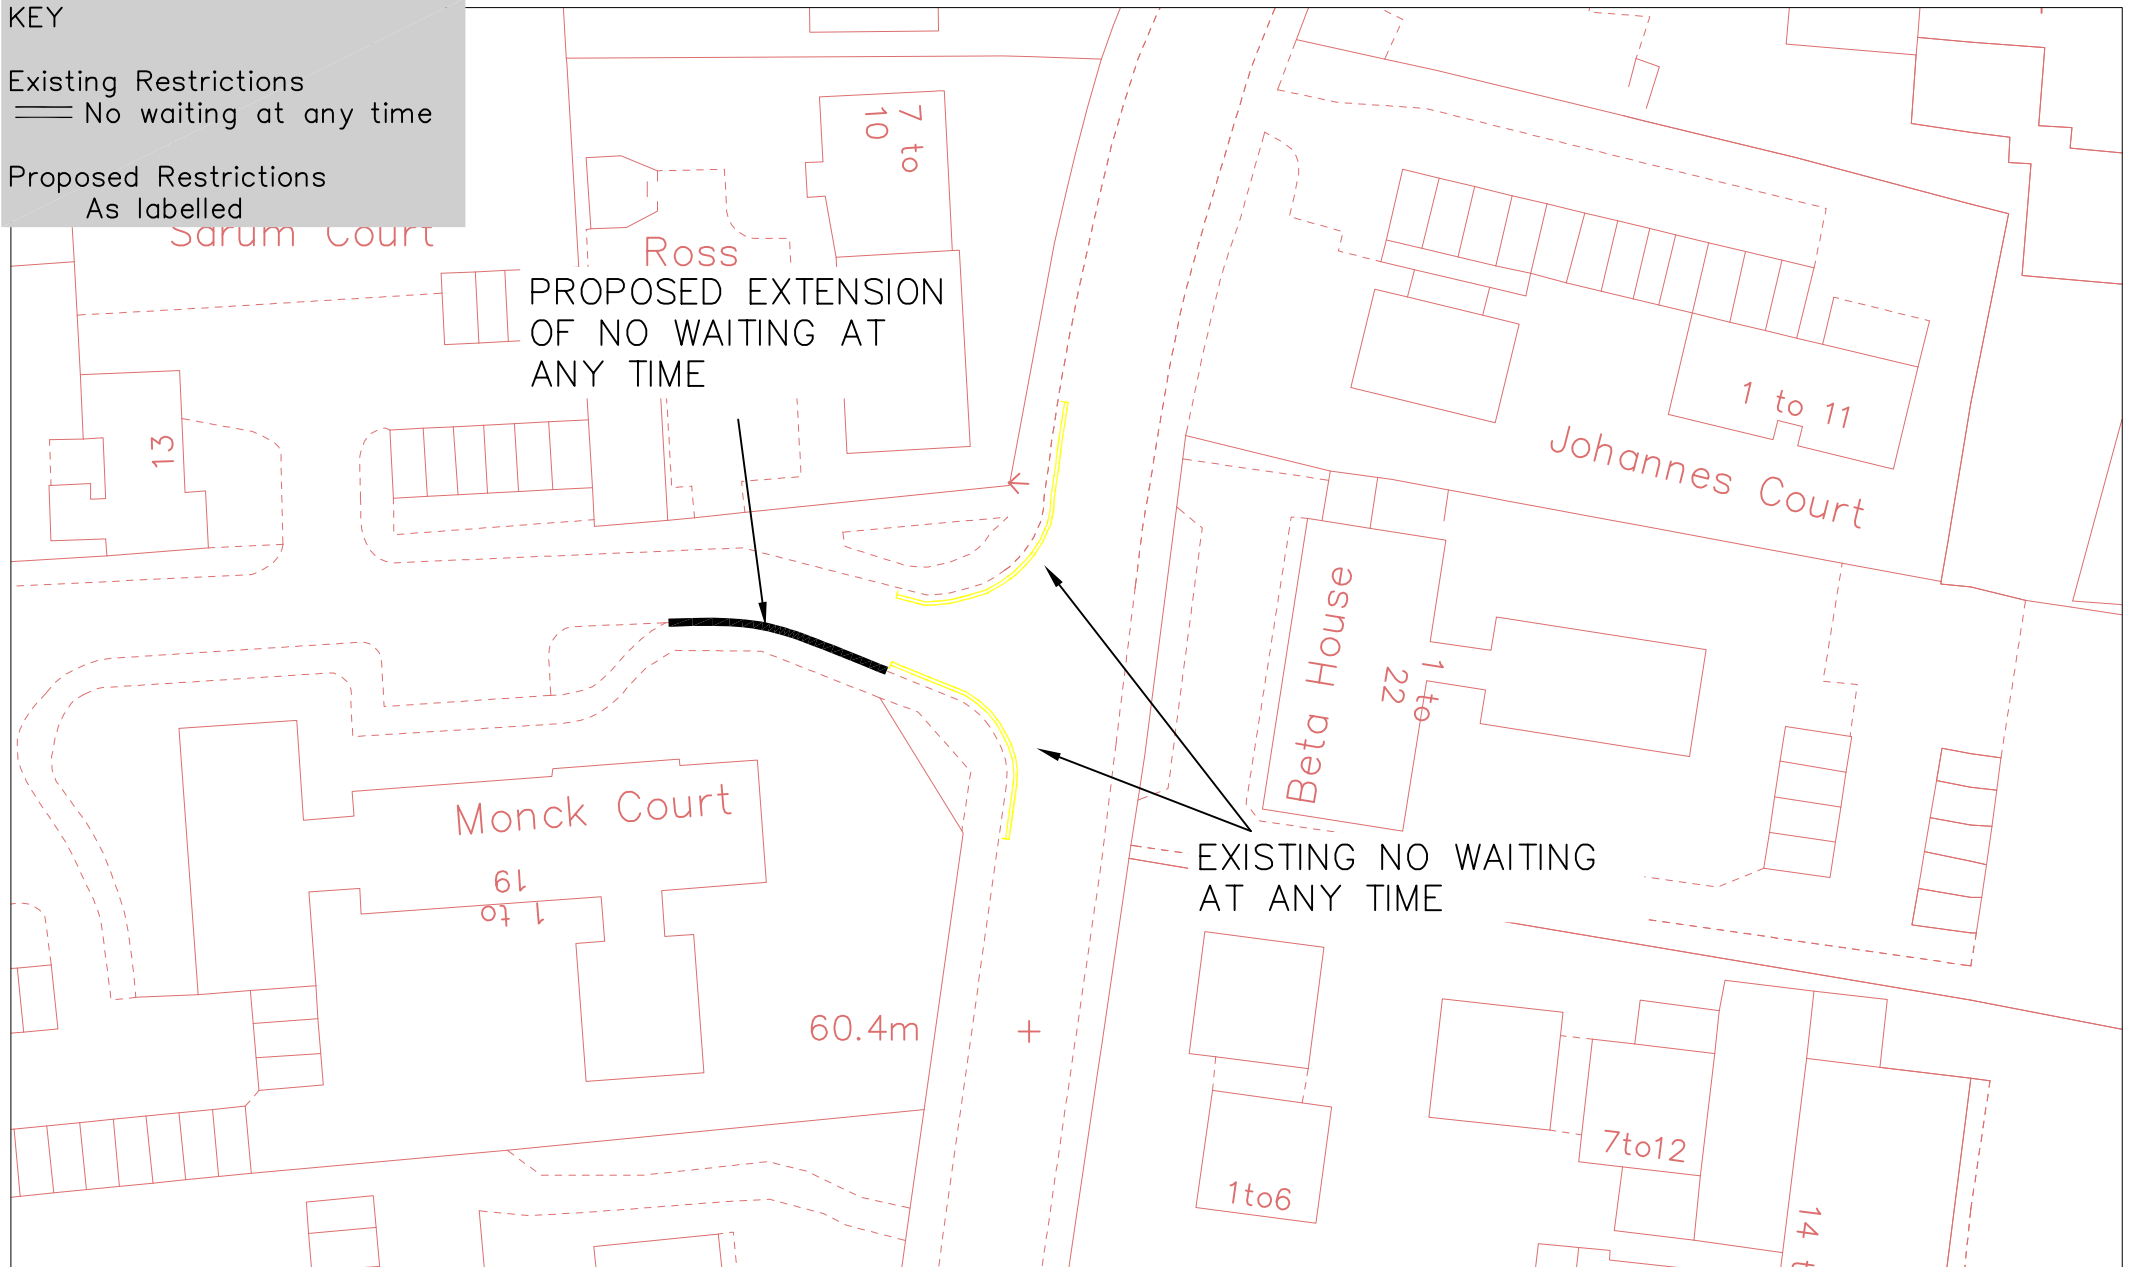 KEY
Existing Restrictions
No waiting at any time
Proposed Restrictions
As labelled
Sarum Court
7 to
10
Ross
PROPOSED EXTENSION
OF NO WAITING AT
ANY TIME
13
1 to 11
Johannes Court
Beta House
1 to
22
Monck Court
1 to
19
EXISTING NO WAITING
AT ANY TIME
60.4m
7to12
1to6
14 t